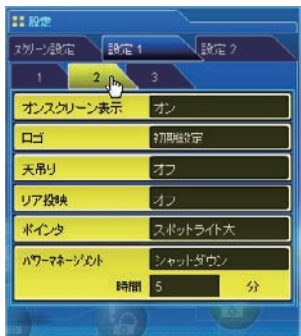 設定
スクリーン設定 設定 1 設定 2
1 2 3
オンスクリーン表示 オン
ロゴ 初期設定
天吊り オフ
リア投映 オフ
ポインタ スポットライト大
パワーマネージメント シャットダウン
時間 5 分